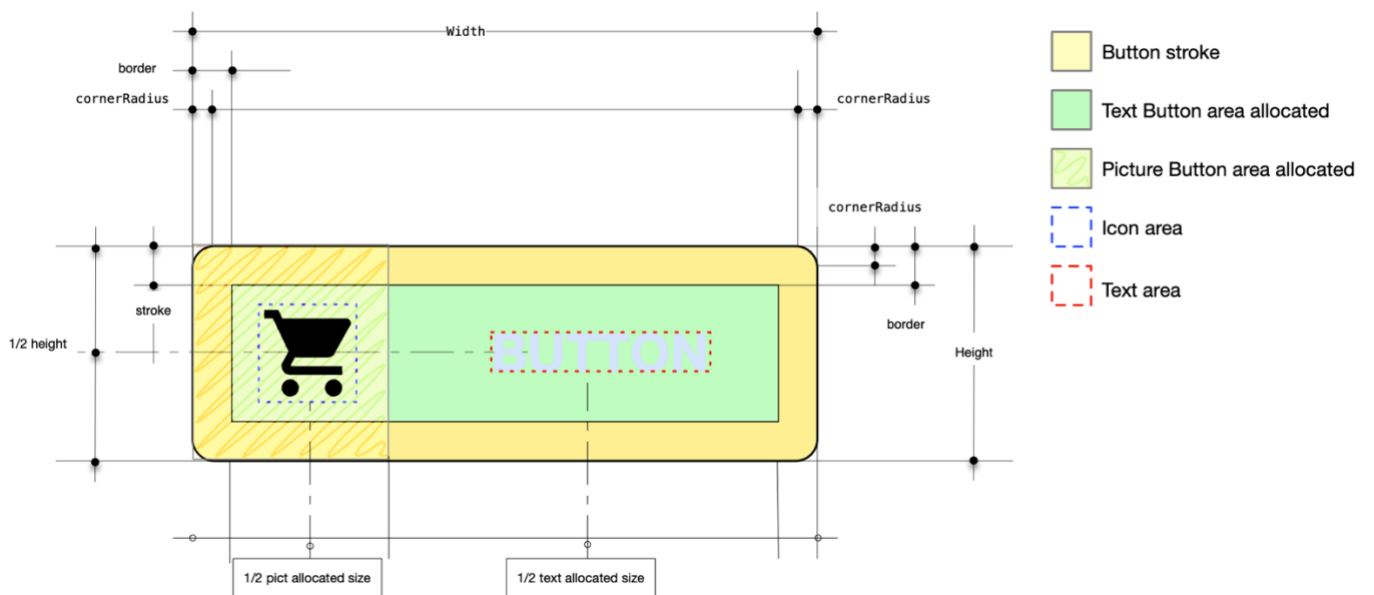 Width
Button stroke
border
cornerRadius
cornerRadius
Text Button area allocated
Picture Button area allocated
cornerRadius
Icon area
Text area
stroke
border
1/2 height
BUTTON
Height
1/2 pict allocated size
1/2 text allocated size